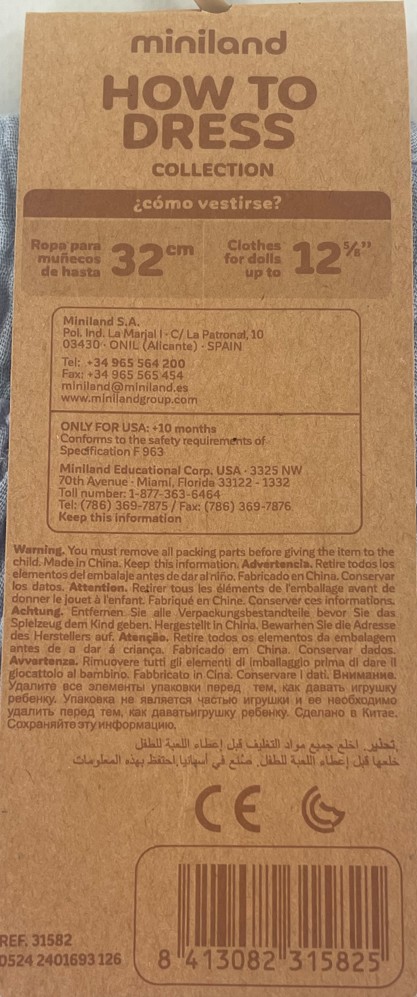 miniland
HOW TO
DRESS
COLLECTION
¿cómo vestirse?
Ropa para
muñecos
de hasta
32 cm
Clothes
for dolls
up to
12 5/8"
Miniland S.A.
Pol. Ind. La Marjal I - C/ La Patronal, 10
03430 · ONIL (Alicante) - SPAIN
Tel: +34 965 564 200
Fax: +34 965 565 454
miniland@miniland.es
www.minilandgroup.com
ONLY FOR USA: +10 months
Conforms to the safety requirements of
Specification F 963
Miniland Educational Corp. USA · 3325 NW
70th Avenue · Miami, Florida 33122 - 1332
Toll number: 1-877-363-6464
Tel: (786) 369-7875 / Fax: (786) 369-7876
Keep this information
Warning. You must remove all packing parts before giving the item to the
child. Made in China. Keep this information. Advertencia. Retire todos los
elementos del embalaje antes de dar al niño. Fabricado en China. Conservar
los datos. Attention. Retirer tous les éléments de l'emballage avant de
donner le jouet à l'enfant. Fabriqué en Chine. Conserver ces informations.
Achtung. Entfernen Sie alle Verpackungsbestandteile bevor Sie das
Spielzeug dem Kind geben. Hergestellt in China. Bewarhen Sie die Adresse
des Herstellers auf. Atenção. Retire todos os elementos da embalagem
antes de a dar á criança. Fabricado em China. Conservar dados.
Avvertenza. Rimuovere tutti gli elementi di imballaggio prima di dare il
giocattolo al bambino. Fabbricato in Cina. Conservare i dati. Внимание.
Удалите все элементы упаковки перед тем, как давать игрушку
ребенку. Упаковка не является частью игрушки и ее необходимо
удалить перед тем, как даватьигрушку ребенку. Сделано в Китае.
Сохраняйте эту информацию.
تحذير. اخلع جميع مواد التغليف قبل إعطاء اللعبة للطفل.
خلعها قبل إعطاء اللعبة للطفل. صُنّع في أسبانيا. احتفظ بهذه المعلومات
CE
REF. 31582
0524 2401693 126
8 413082 315825